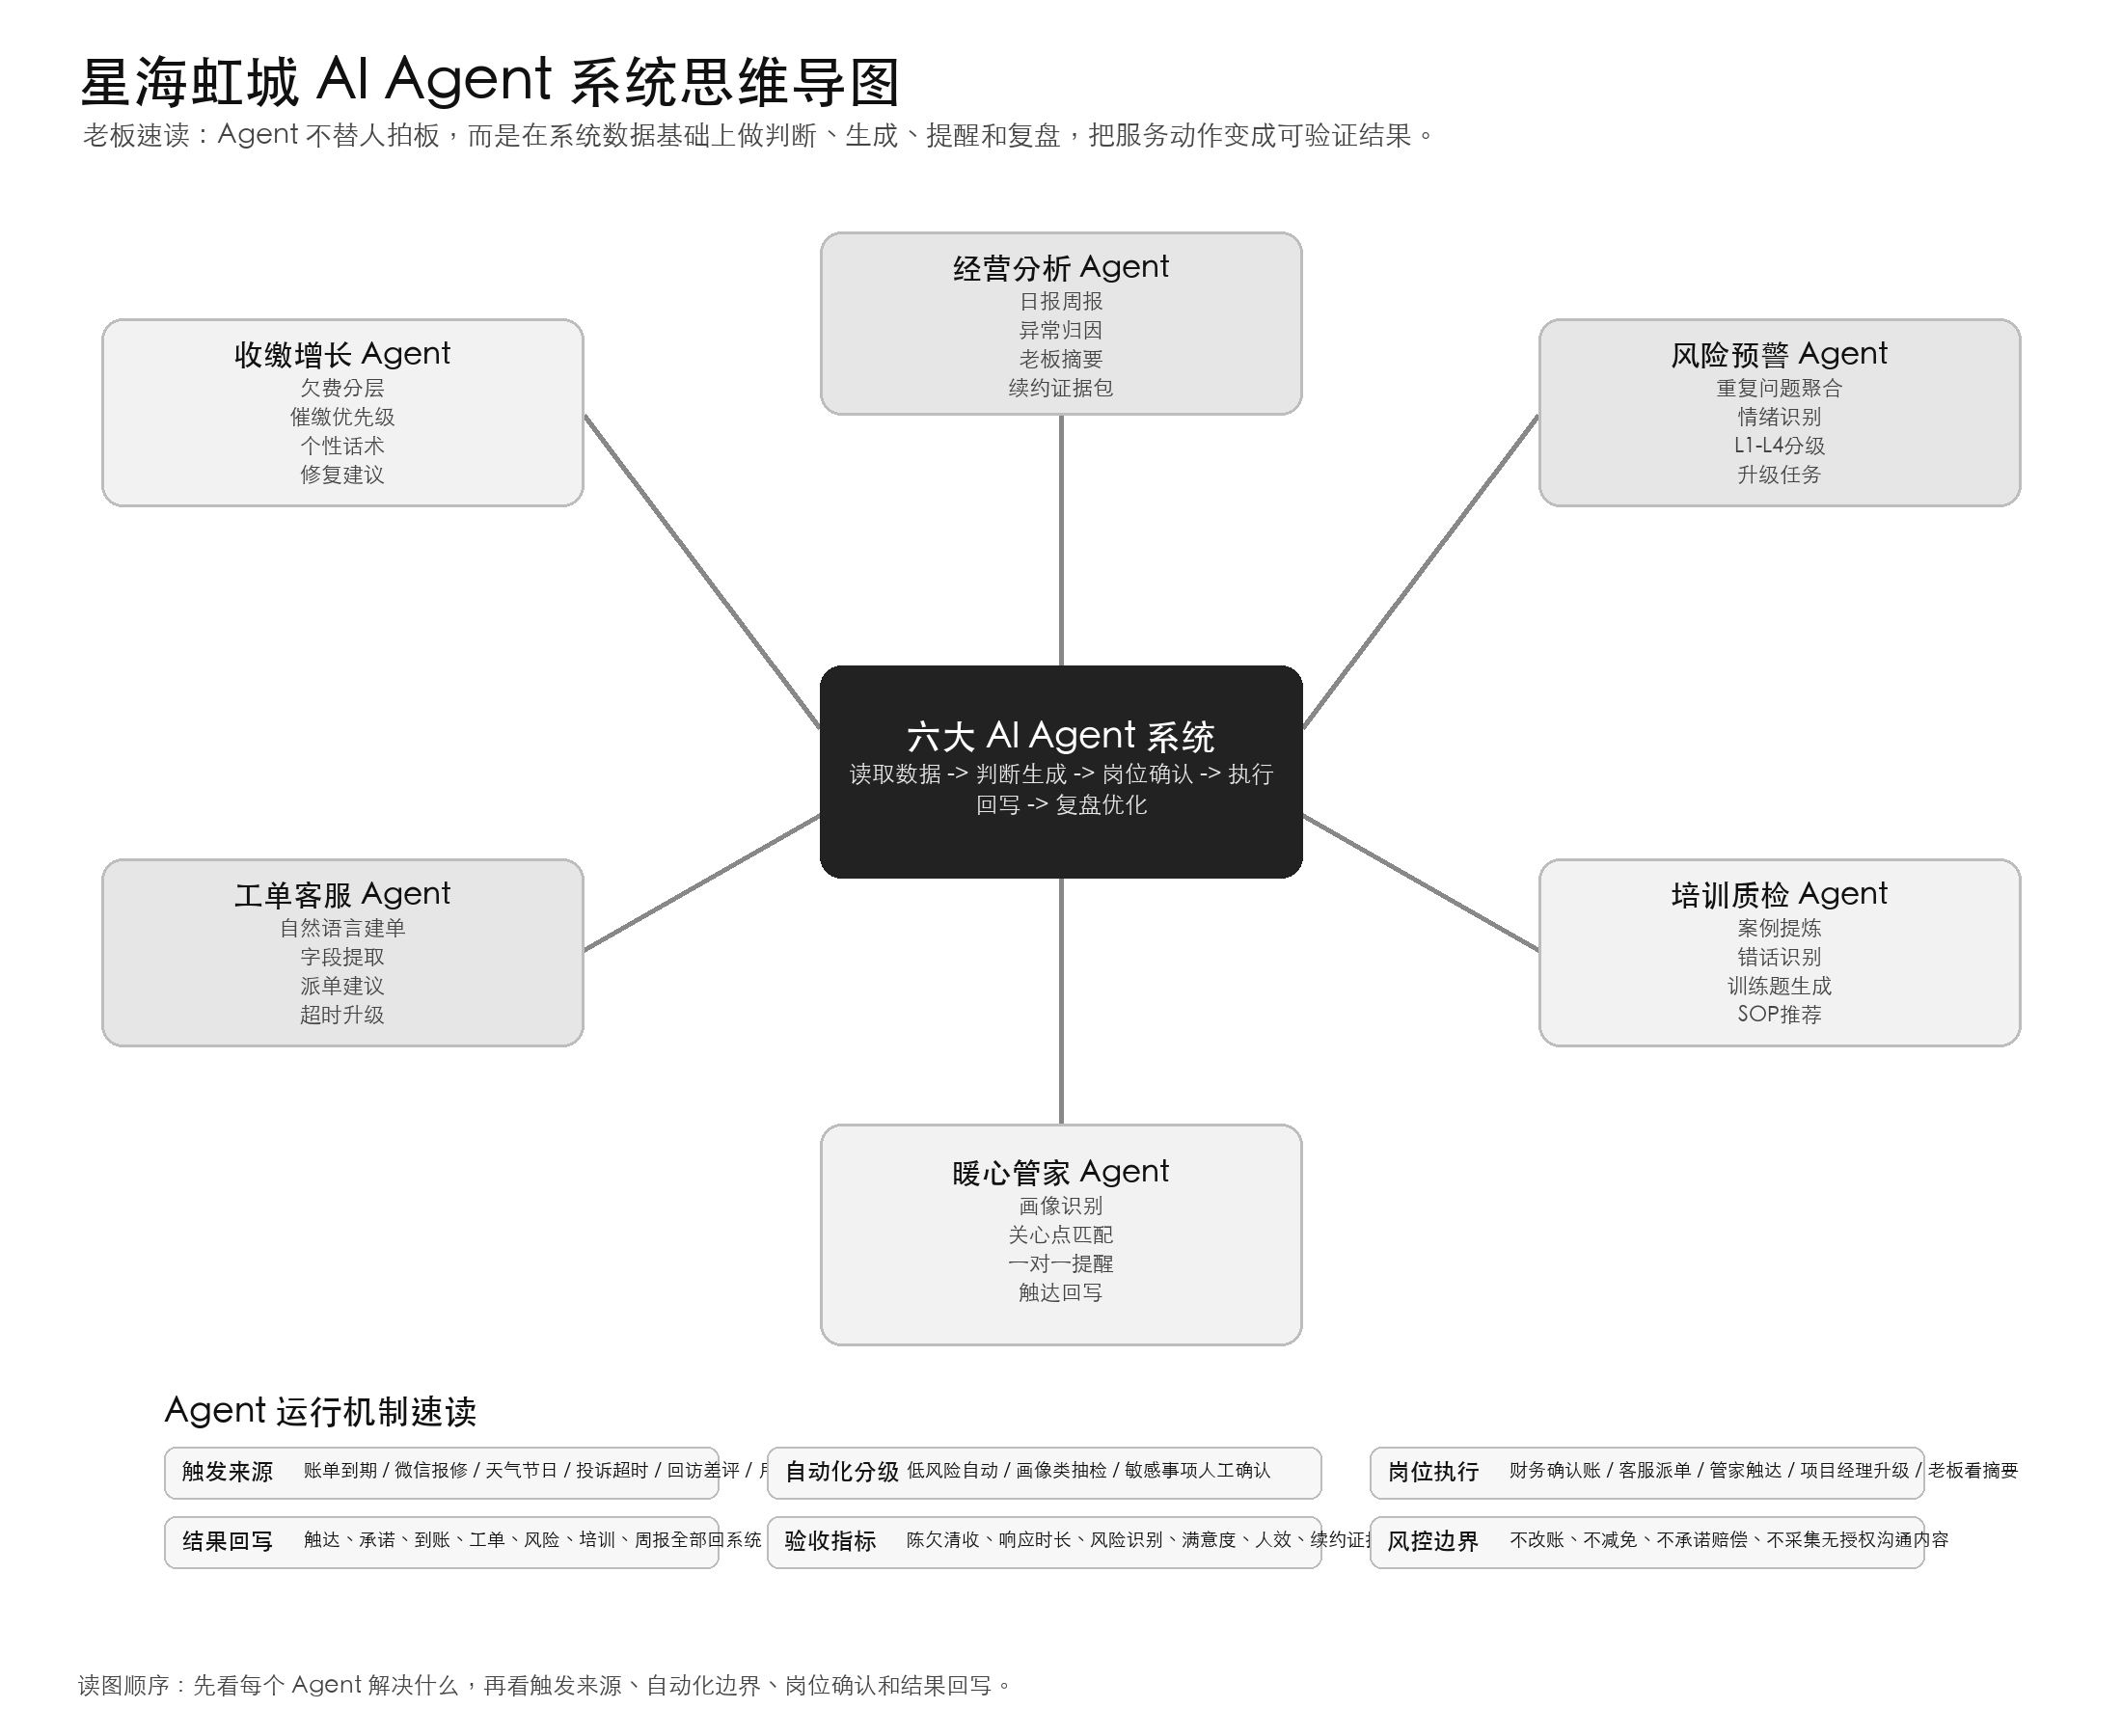 星海虹城 AI Agent 系统思维导图
老板速读：Agent 不替人拍板，而是在系统数据基础上做判断、生成、提醒和复盘，把服务动作变成可验证结果。
经营分析 Agent
日报周报
异常归因
老板摘要
续约证据包
收缴增长 Agent
欠费分层
催缴优先级
个性话术
修复建议
风险预警 Agent
重复问题聚合
情绪识别
L1-L4分级
升级任务
六大 AI Agent 系统
读取数据 -> 判断生成 -> 岗位确认 -> 执行
回写 -> 复盘优化
工单客服 Agent
自然语言建单
字段提取
派单建议
超时升级
培训质检 Agent
案例提炼
错话识别
训练题生成
SOP推荐
暖心管家 Agent
画像识别
关心点匹配
一对一提醒
触达回写
Agent 运行机制速读
触发来源 账单到期 / 微信报修 / 天气节日 / 投诉超时 / 回访差评 /
自动化分级 低风险自动 / 画像类抽检 / 敏感事项人工确认
岗位执行 财务确认账 / 客服派单 / 管家触达 / 项目经理升级 / 老板看摘要
结果回写 触达、承诺、到账、工单、风险、培训、周报全部回系统
验收指标 陈欠清收、响应时长、风险识别、满意度、人效、续约证
风控边界 不改账、不减免、不承诺赔偿、不采集无授权沟通内容
读图顺序：先看每个 Agent 解决什么，再看触发来源、自动化边界、岗位确认和结果回写。